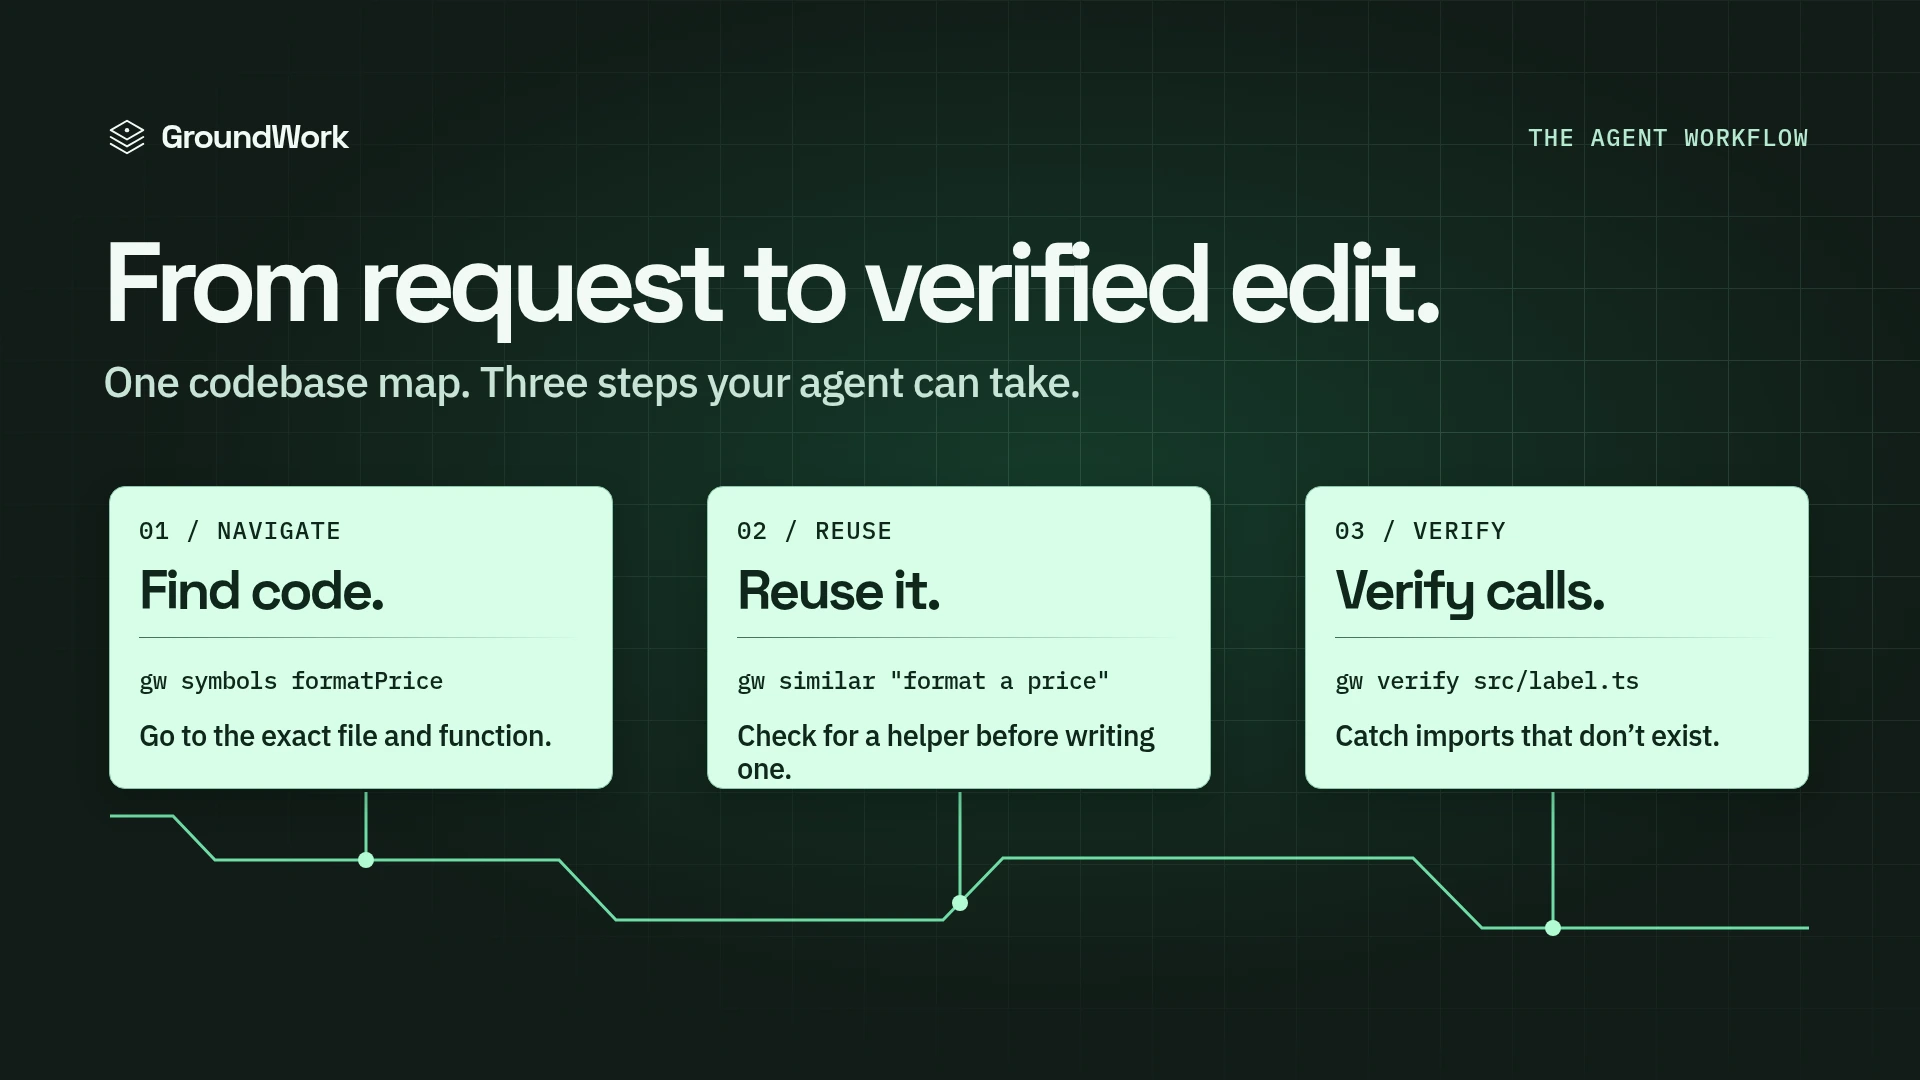 GroundWork
THE AGENT WORKFLOW
From request to verified edit.
One codebase map. Three steps your agent can take.
01 / NAVIGATE
Find code.
gw symbols formatPrice
Go to the exact file and function.
02 / REUSE
Reuse it.
gw similar "format a price"
Check for a helper before writing
one.
03 / VERIFY
Verify calls.
gw verify src/label.ts
Catch imports that don’t exist.